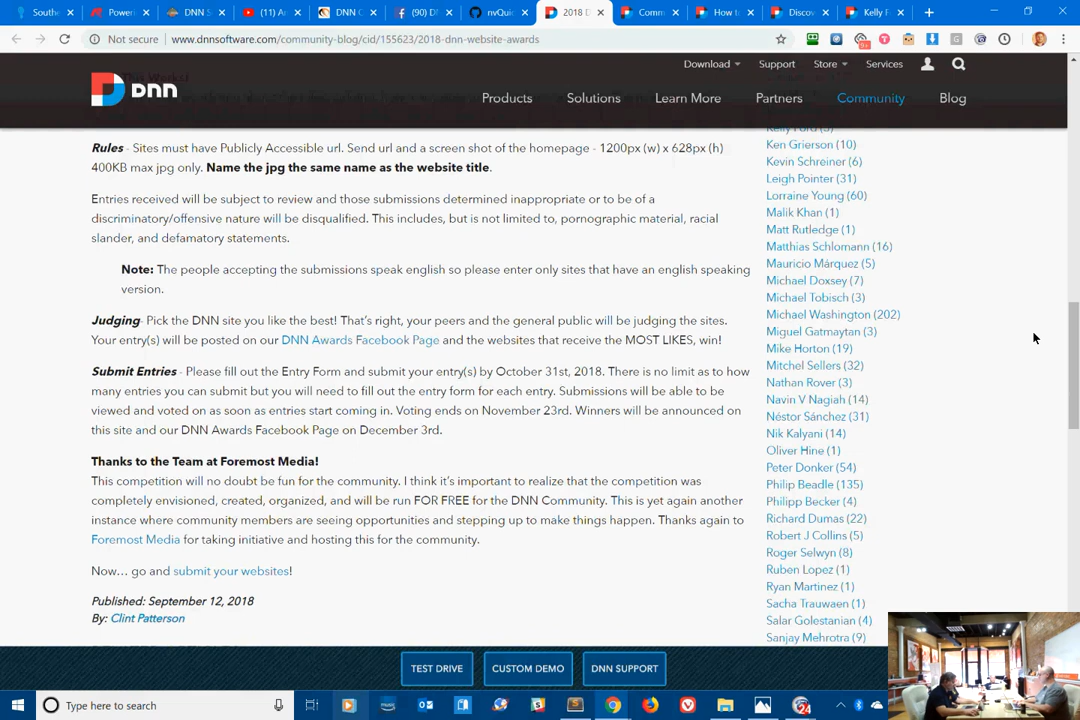 Southe
Poweri
DNN S
(11) A
DNN C
(90) D
nvQuic
2018 D
Comm
How to
Discov
Kelly F
Not secure
www.dnnsoftware.com/community-blog/cid/155623/2018-dnn-website-awards
9+
Download
Support
Store
Services
DNN
Products
Solutions
Learn More
Partners
Community
Blog
Rules - Sites must have Publicly Accessible url. Send url and a screen shot of the homepage - 1200px (w) x 628px (h)
400KB max jpg only. Name the jpg the same name as the website title.
Entries received will be subject to review and those submissions determined inappropriate or to be of a
discriminatory/offensive nature will be disqualified. This includes, but is not limited to, pornographic material, racial
slander, and defamatory statements.
Note: The people accepting the submissions speak english so please enter only sites that have an english speaking
version.
Judging- Pick the DNN site you like the best! That's right, your peers and the general public will be judging the sites.
Your entry(s) will be posted on our DNN Awards Facebook Page and the websites that receive the MOST LIKES, win!
Submit Entries - Please fill out the Entry Form and submit your entry(s) by October 31st, 2018. There is no limit as to how
many entries you can submit but you will need to fill out the entry form for each entry. Submissions will be able to be
viewed and voted on as soon as entries start coming in. Voting ends on November 23rd. Winners will be announced on
this site and our DNN Awards Facebook Page on December 3rd.
Thanks to the Team at Foremost Media!
This competition will no doubt be fun for the community. I think it's important to realize that the competition was
completely envisioned, created, organized, and will be run FOR FREE for the DNN Community. This is yet again another
instance where community members are seeing opportunities and stepping up to make things happen. Thanks again to
Foremost Media for taking initiative and hosting this for the community.
Now... go and submit your websites!
Published: September 12, 2018
By: Clint Patterson
Kelly Ford (3)
Ken Grierson (10)
Kevin Schreiner (6)
Leigh Pointer (31)
Lorraine Young (60)
Malik Khan (1)
Matt Rutledge (1)
Matthias Schlomann (16)
Mauricio Márquez (5)
Michael Doxsey (7)
Michael Tobisch (3)
Michael Washington (202)
Miguel Gatmaytan (3)
Mike Horton (19)
Mitchel Sellers (32)
Nathan Rover (3)
Navin V Nagiah (14)
Néstor Sánchez (31)
Nik Kalyani (14)
Oliver Hine (1)
Peter Donker (54)
Philip Beadle (135)
Philipp Becker (4)
Richard Dumas (22)
Robert J Collins (5)
Roger Selwyn (8)
Ruben Lopez (1)
Ryan Martinez (1)
Sacha Trauwaen (1)
Salar Golestanian (4)
Sanjay Mehrotra (9)
TEST DRIVE
CUSTOM DEMO
DNN SUPPORT
Type here to search
24